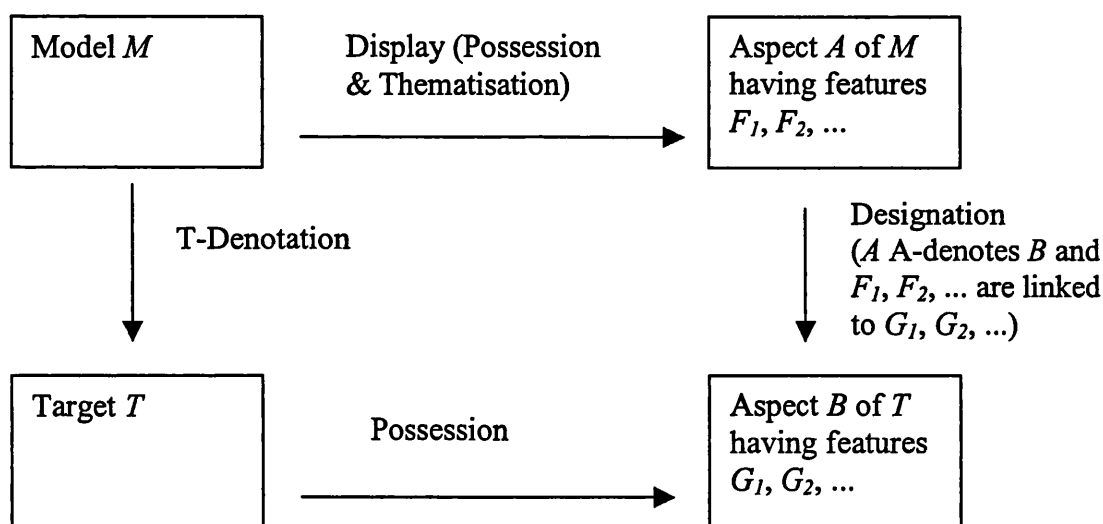 Model M
Display (Possession
& Thematisation)
Aspect A of M
having features
F1, F2, ...
T-Denotation
Designation
(A A-denotes B and
F1, F2, ... are linked
to G1, G2, ...)
Target T
Possession
Aspect B of T
having features
G1, G2, ...